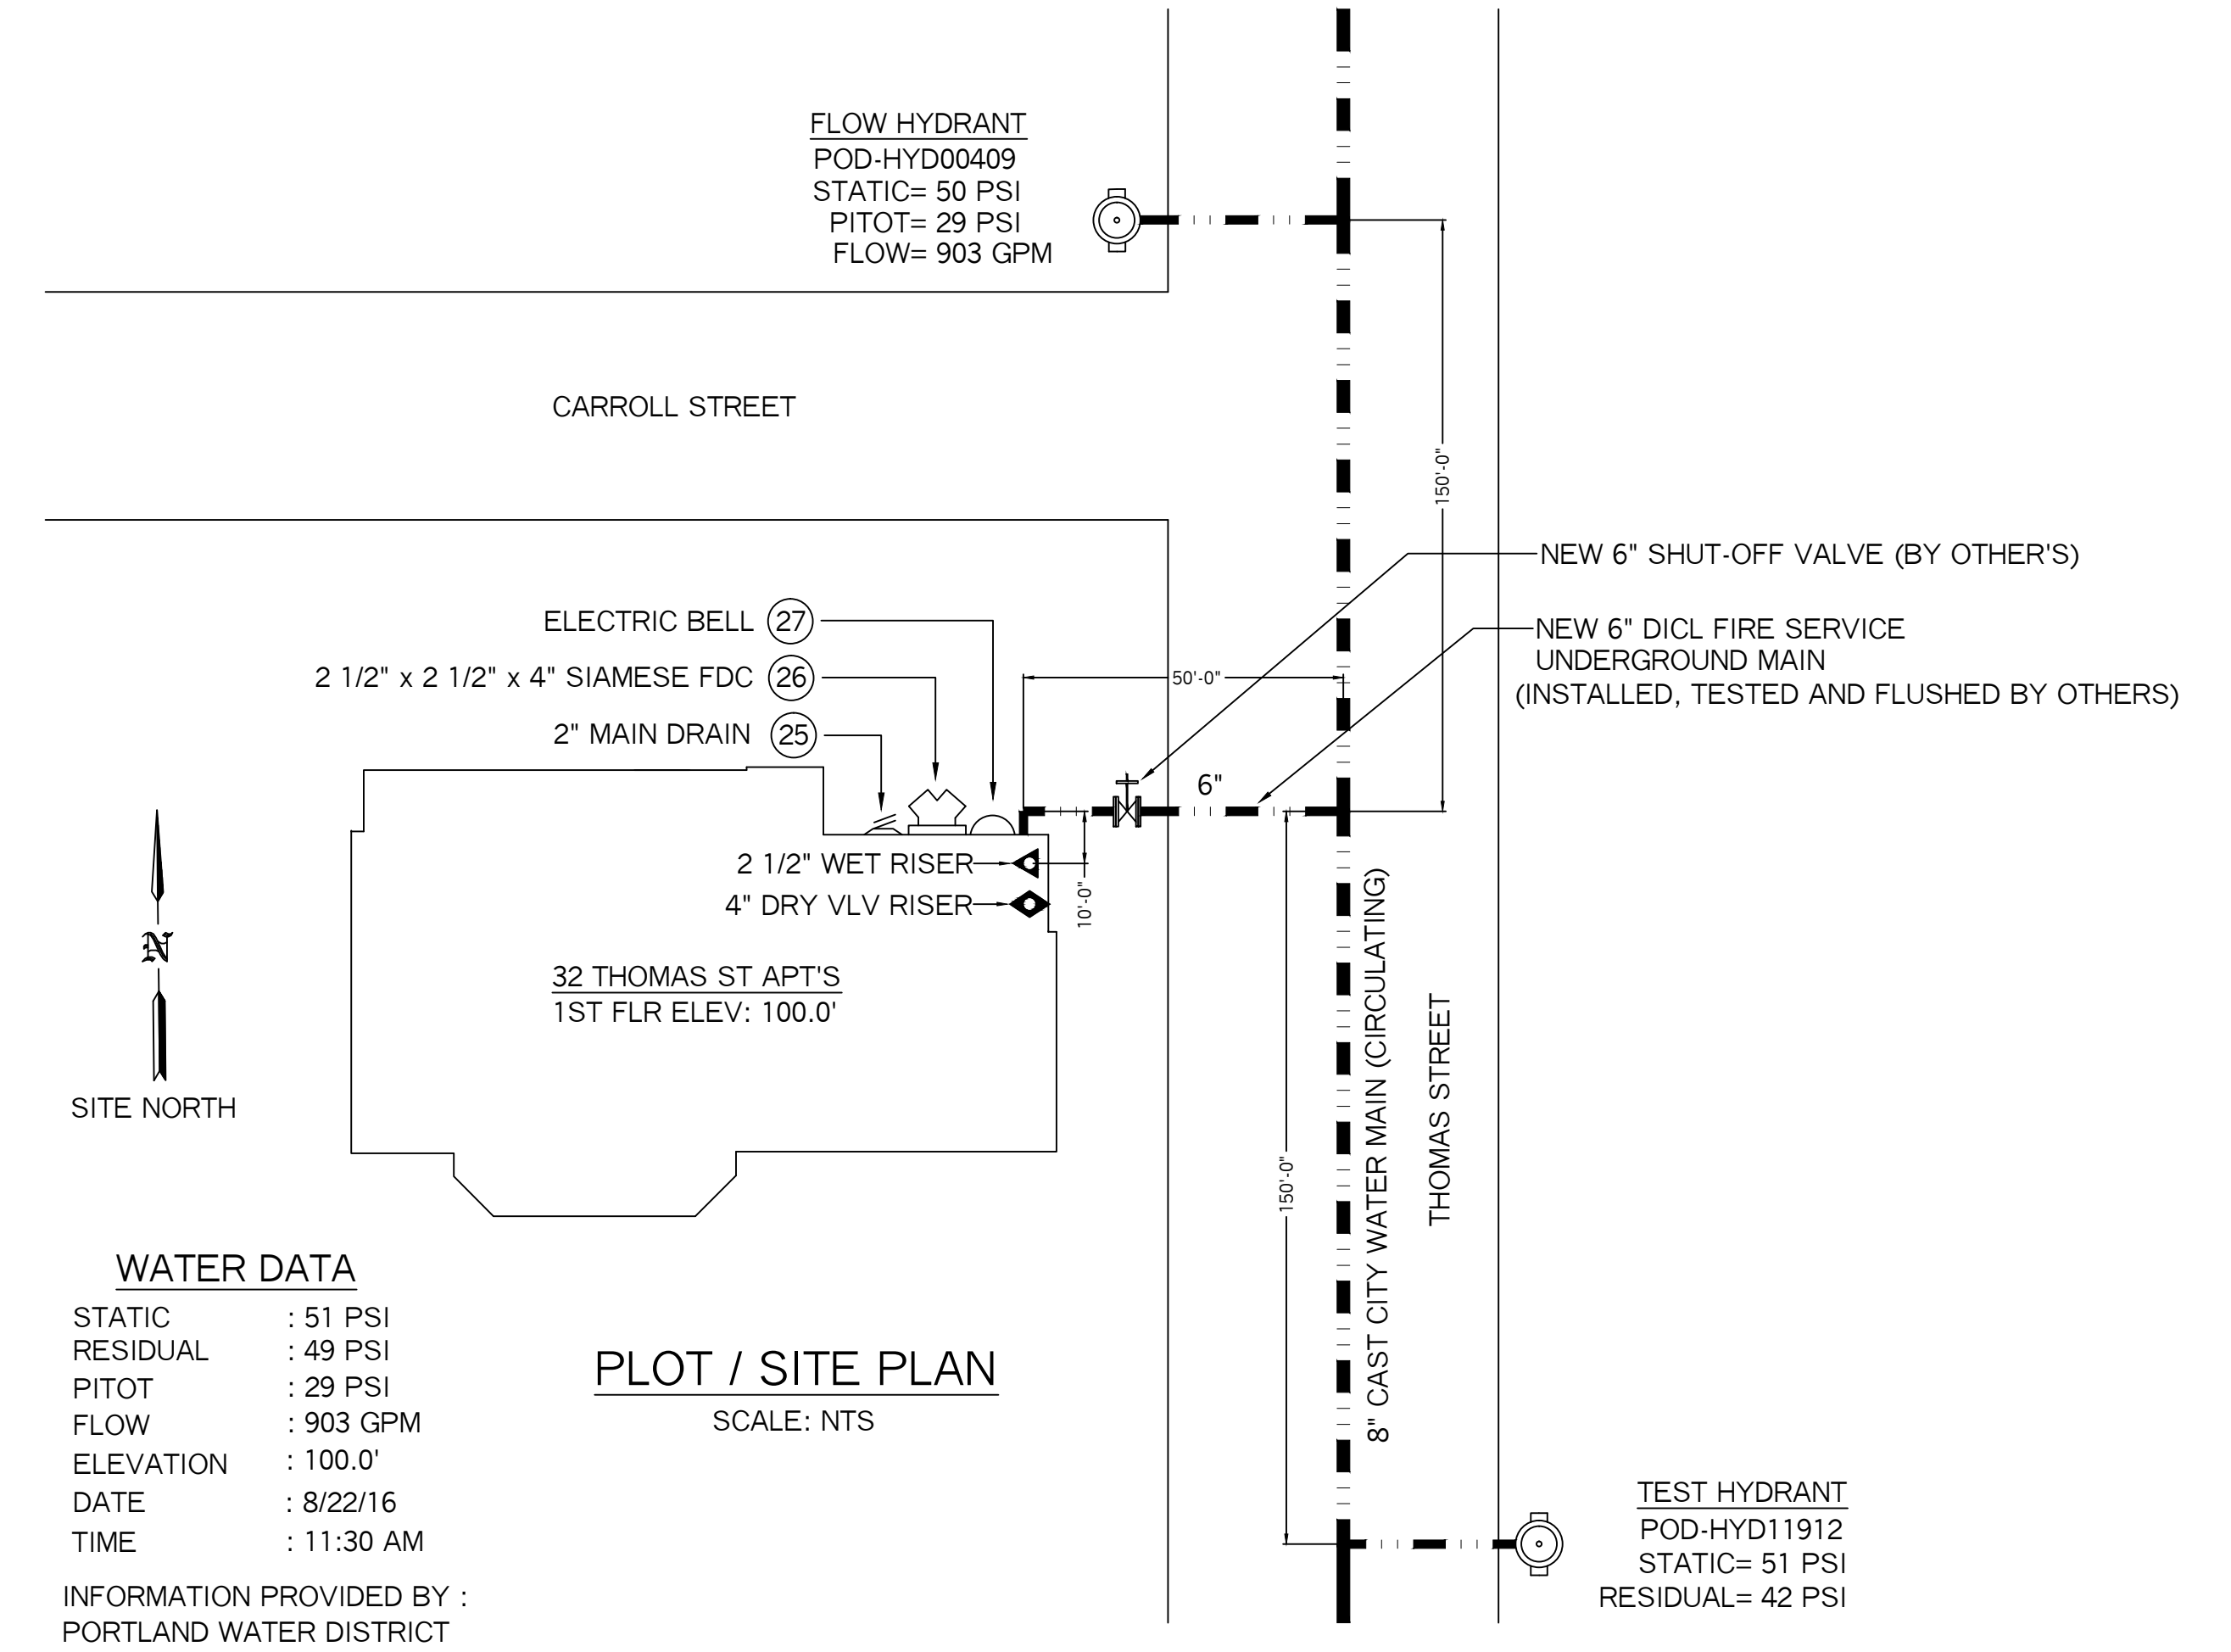 FLOW HYDRANT
POD-HYD00409
STATIC= 50 PSI
PITOT= 29 PSI
FLOW= 903 GPM
CARROLL STREET
150'-0"
NEW 6" SHUT-OFF VALVE (BY OTHER'S)
NEW 6" DICL FIRE SERVICE
UNDERGROUND MAIN
(INSTALLED, TESTED AND FLUSHED BY OTHERS)
ELECTRIC BELL 27
2 1/2" x 2 1/2" x 4" SIAMESE FDC 26
2" MAIN DRAIN 25
50'-0"
6"
2 1/2" WET RISER
4" DRY VLV RISER
10'-0"
32 THOMAS ST APT'S
1ST FLR ELEV: 100.0'
N
SITE NORTH
150'-0"
8" CAST CITY WATER MAIN (CIRCULATING)
THOMAS STREET
WATER DATA
STATIC : 51 PSI
RESIDUAL : 49 PSI
PITOT : 29 PSI
FLOW : 903 GPM
ELEVATION : 100.0'
DATE : 8/22/16
TIME : 11:30 AM
INFORMATION PROVIDED BY :
PORTLAND WATER DISTRICT
PLOT / SITE PLAN
SCALE: NTS
TEST HYDRANT
POD-HYD11912
STATIC= 51 PSI
RESIDUAL= 42 PSI